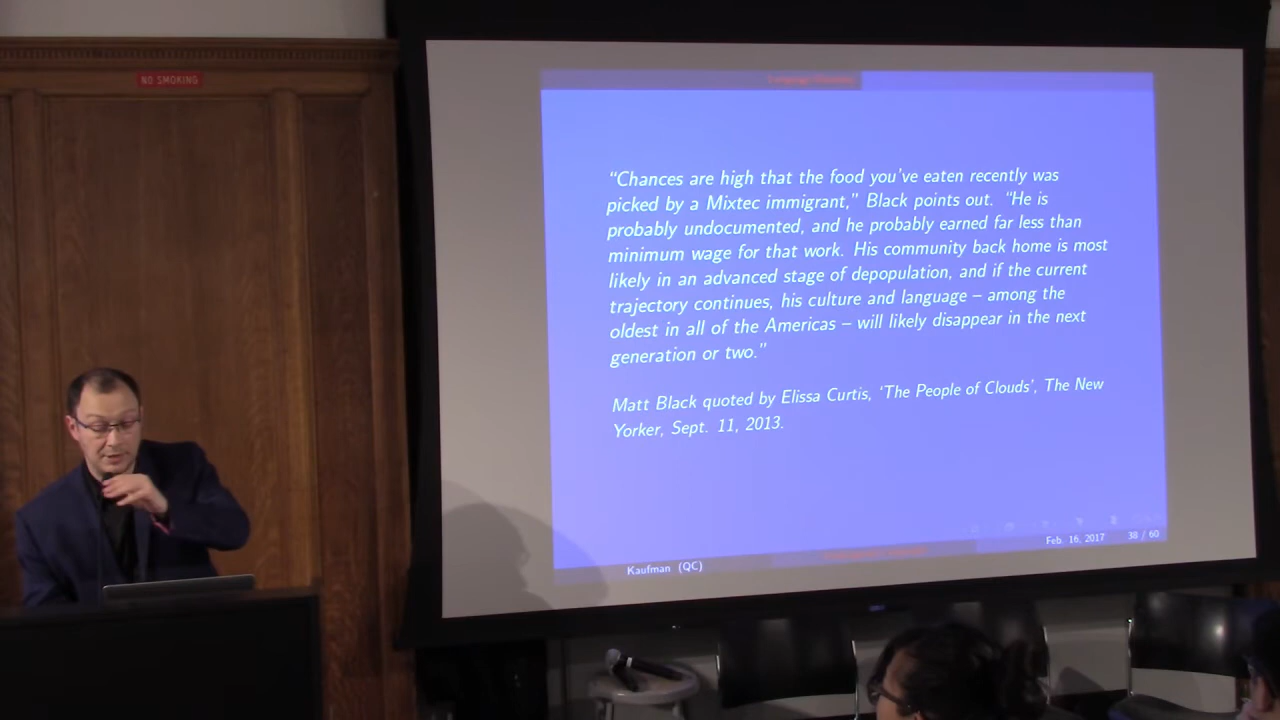 NO SMOKING
“Chances are high that the food you’ve eaten recently was
picked by a Mixtec immigrant,” Black points out. “He is
probably undocumented, and he probably earned far less than
minimum wage for that work. His community back home is most
likely in an advanced stage of depopulation, and if the current
trajectory continues, his culture and language – among the
oldest in all of the Americas – will likely disappear in the next
generation or two.”
Matt Black quoted by Elissa Curtis, ‘The People of Clouds’, The New
Yorker, Sept. 11, 2013.
Kaufman (QC)
Feb. 16, 2017
38 / 60